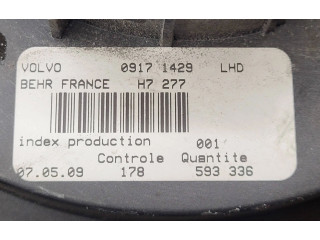 VOLVO 0917 1429 LHD
BEHR FRANCE H7 277
index production 001
Controle Quantite
07.05.09 178 593 336